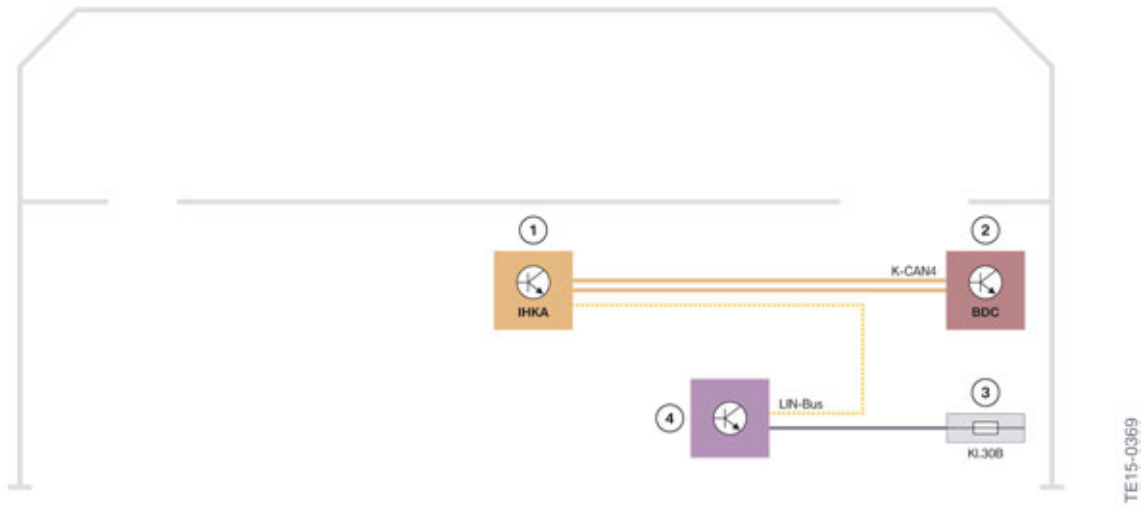 1
2
K-CAN4
IHKA
BDC
3
4
LIN-Bus
Kl.30B
TE15-0369